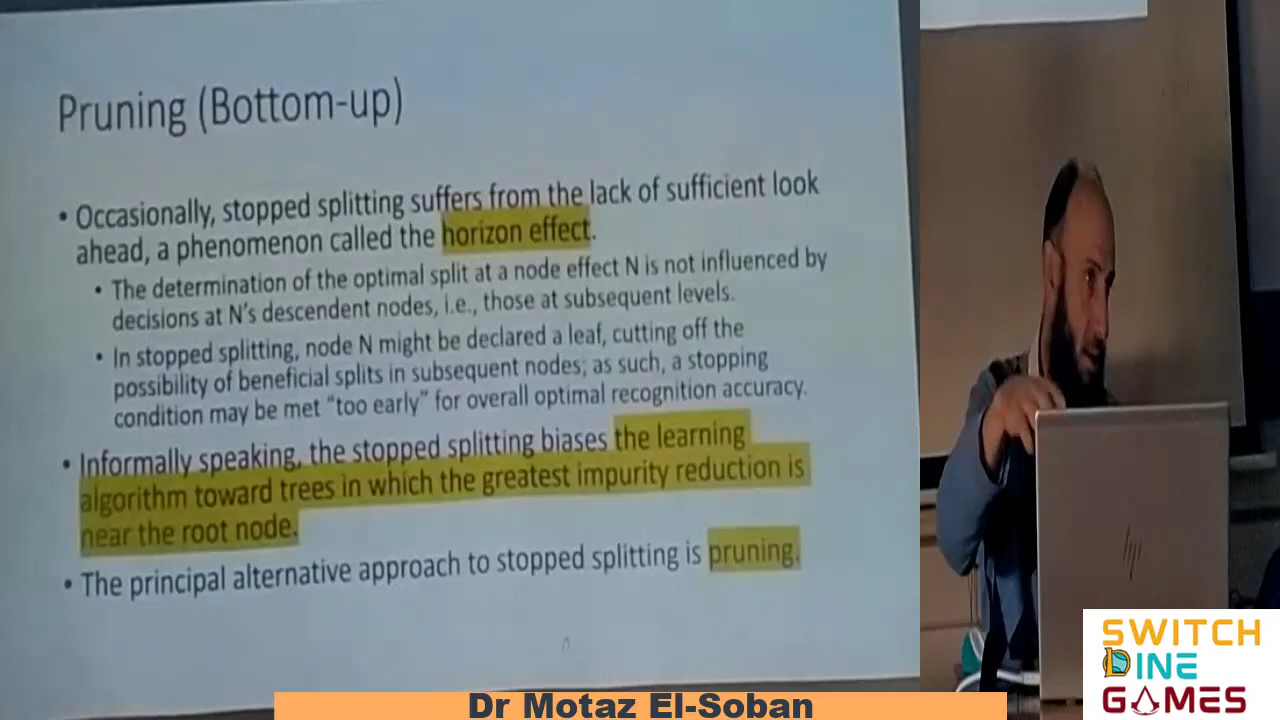 Pruning (Bottom-up)
• Occasionally, stopped splitting suffers from the lack of sufficient look
ahead, a phenomenon called the horizon effect.
• The determination of the optimal split at a node effect N is not influenced by
decisions at N's descendent nodes, i.e., those at subsequent levels.
• In stopped splitting, node N might be declared a leaf, cutting off the
possibility of beneficial splits in subsequent nodes; as such, a stopping
condition may be met "too early" for overall optimal recognition accuracy.
• Informally speaking, the stopped splitting biases the learning
algorithm toward trees in which the greatest impurity reduction is
near the root node.
• The principal alternative approach to stopped splitting is pruning.
hp
SWITCH
DINE
GAMES
Dr Motaz El-Soban